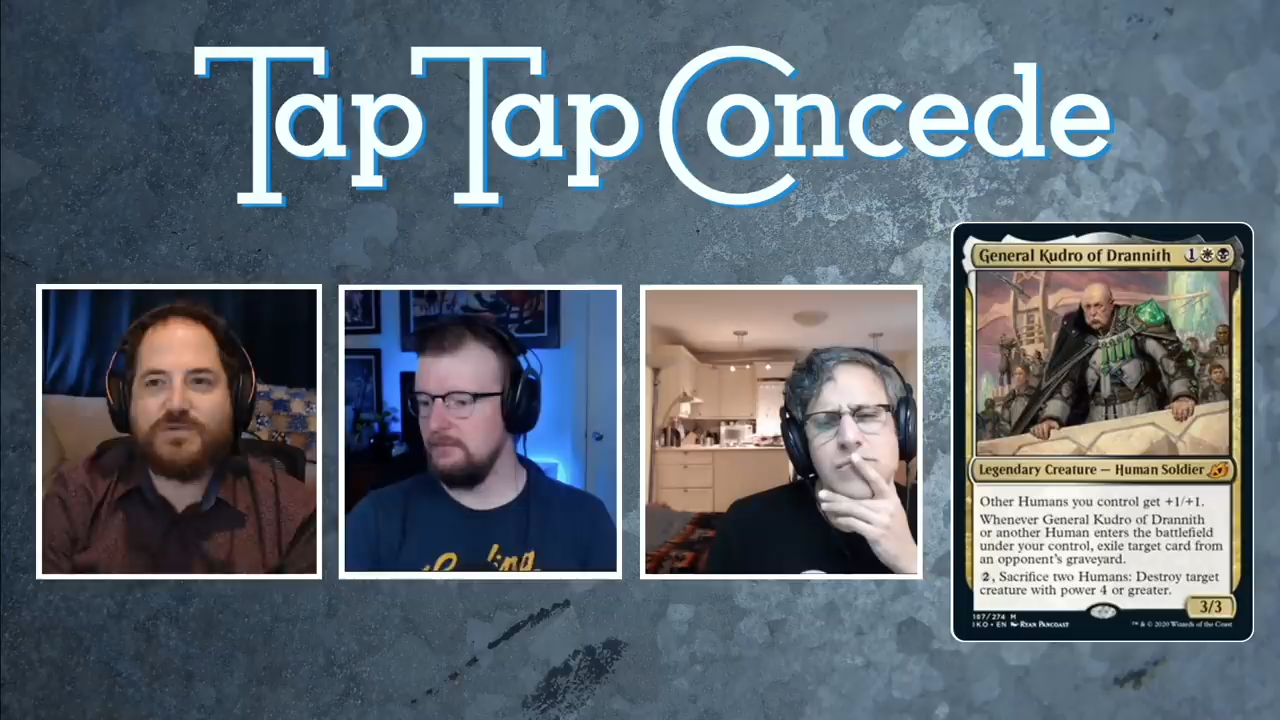 Tap Tap Concede
General Kudro of Drannith 1
Legendary Creature — Human Soldier
Other Humans you control get +1/+1.
Whenever General Kudro of Drannith
or another Human enters the battlefield
under your control, exile target card from
an opponent's graveyard.
2, Sacrifice two Humans: Destroy target
creature with power 4 or greater.
3/3
187/274 M
IKO • EN Ryan Pancoast
™ & © 2020 Wizards of the Coast